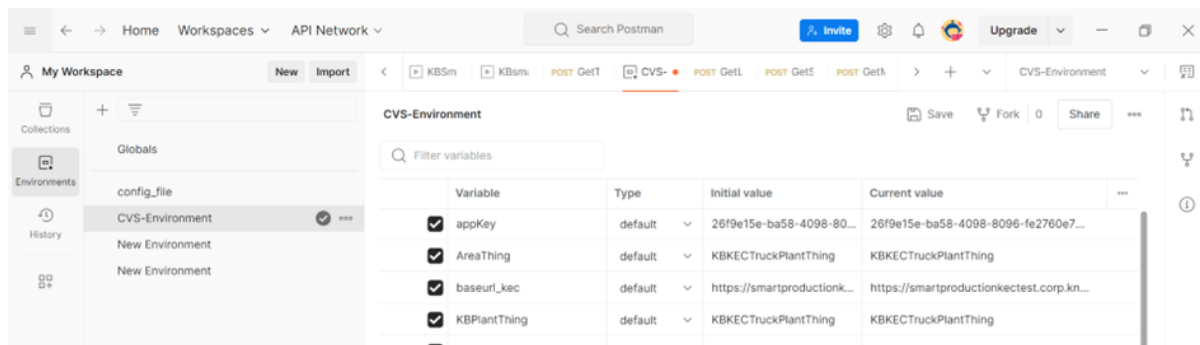 Home Workspaces API Network Search Postman Invite Upgrade
My Workspace New Import KBSm KBsm POST GetT CVS- POST GetL POST GetS POST GetM CVS-Environment
Collections
Environments
History
Globals
config_file
CVS-Environment
New Environment
New Environment
CVS-Environment Save Fork 0 Share
Filter variables
Variable Type Initial value Current value
appKey default 26f9e15e-ba58-4098-80... 26f9e15e-ba58-4098-8096-fe2760e7...
AreaThing default KBKECTruckPlantThing KBKECTruckPlantThing
baseurl_kec default https://smartproductionk... https://smartproductionkectest.corp.kn...
KBPlantThing default KBKECTruckPlantThing KBKECTruckPlantThing